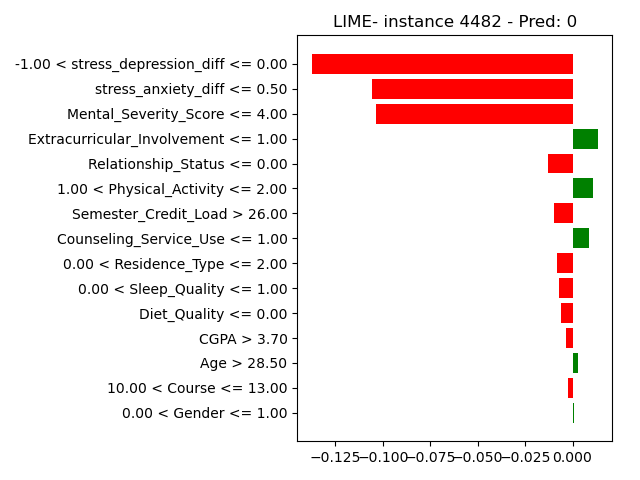 LIME- instance 4482 - Pred: 0
-1.00 < stress_depression_diff <= 0.00
stress_anxiety_diff <= 0.50
Mental_Severity_Score <= 4.00
Extracurricular_Involvement <= 1.00
Relationship_Status <= 0.00
1.00 < Physical_Activity <= 2.00
Semester_Credit_Load > 26.00
Counseling_Service_Use <= 1.00
0.00 < Residence_Type <= 2.00
0.00 < Sleep_Quality <= 1.00
Diet_Quality <= 0.00
CGPA > 3.70
Age > 28.50
10.00 < Course <= 13.00
0.00 < Gender <= 1.00
−0.125 −0.100 −0.075 −0.050 −0.025 0.000